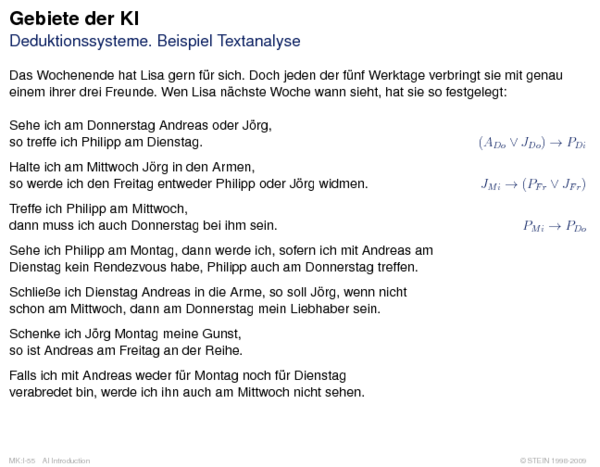 Gebiete der KI
Deduktionssysteme. Beispiel Textanalyse
Das Wochenende hat Lisa gern für sich. Doch jeden der fünf Werktage verbringt sie mit genau
einem ihrer drei Freunde. Wen Lisa nächste Woche wann sieht, hat sie so festgelegt:
Sehe ich am Donnerstag Andreas oder Jörg,
so treffe ich Philipp am Dienstag. (A_Do ∨ J_Do) → P_Di
Halte ich am Mittwoch Jörg in den Armen,
so werde ich den Freitag entweder Philipp oder Jörg widmen. J_Mi → (P_Fr ∨ J_Fr)
Treffe ich Philipp am Mittwoch,
dann muss ich auch Donnerstag bei ihm sein. P_Mi → P_Do
Sehe ich Philipp am Montag, dann werde ich, sofern ich mit Andreas am
Dienstag kein Rendezvous habe, Philipp auch am Donnerstag treffen.
Schließe ich Dienstag Andreas in die Arme, so soll Jörg, wenn nicht
schon am Mittwoch, dann am Donnerstag mein Liebhaber sein.
Schenke ich Jörg Montag meine Gunst,
so ist Andreas am Freitag an der Reihe.
Falls ich mit Andreas weder für Montag noch für Dienstag
verabredet bin, werde ich ihn auch am Mittwoch nicht sehen.
MK:I-55 AI Introduction © STEIN 1996-2009